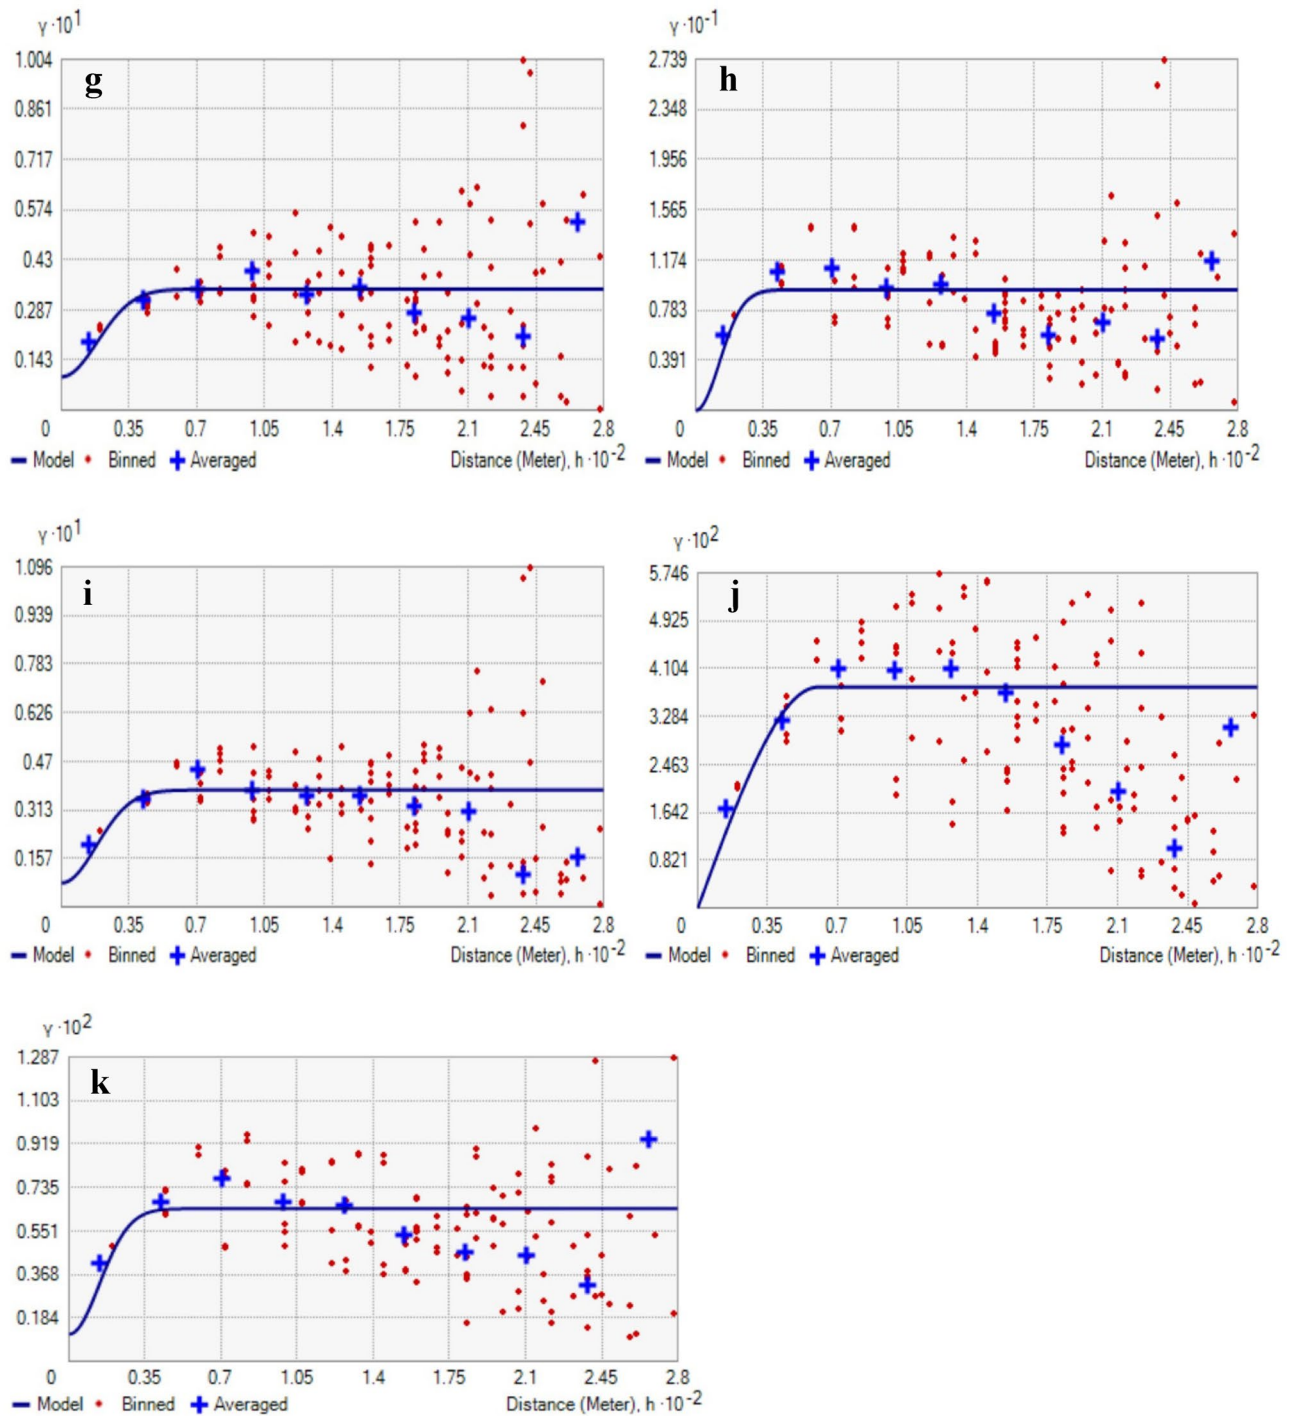 γ·10¹ γ·10⁻¹
g h
1.004 2.739
0.861 2.348
0.717 1.956
0.574 1.565
0.43 1.174
0.287 0.783
0.143 0.391
0 0.35 0.7 1.05 1.4 1.75 2.1 2.45 2.8 0 0.35 0.7 1.05 1.4 1.75 2.1 2.45 2.8
Model Binned Averaged Distance (Meter), h·10⁻² Model Binned Averaged Distance (Meter), h·10⁻²
γ·10¹ γ·10²
i j
1.096 5.746
0.939 4.925
0.783 4.104
0.626 3.284
0.47 2.463
0.313 1.642
0.157 0.821
0 0.35 0.7 1.05 1.4 1.75 2.1 2.45 2.8 0 0.35 0.7 1.05 1.4 1.75 2.1 2.45 2.8
Model Binned Averaged Distance (Meter), h·10⁻² Model Binned Averaged Distance (Meter), h·10⁻²
γ·10²
k
1.287
1.103
0.919
0.735
0.551
0.368
0.184
0 0.35 0.7 1.05 1.4 1.75 2.1 2.45 2.8
Model Binned Averaged Distance (Meter), h·10⁻²